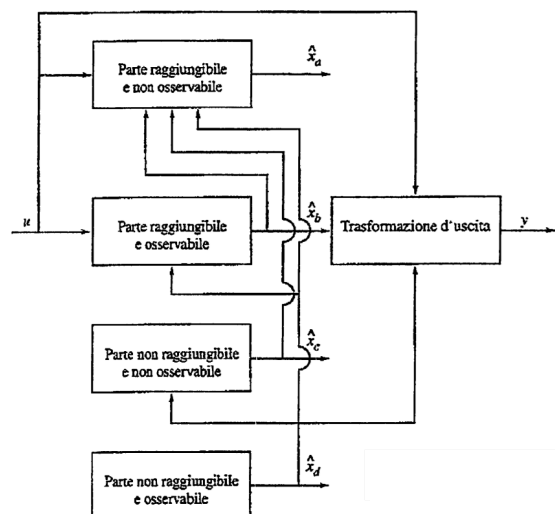 Parte raggiungibile
e non osservabile
x̂a
u
Parte raggiungibile
e osservabile
x̂b
Trasformazione d'uscita
y
Parte non raggiungibile
e non osservabile
x̂c
Parte non raggiungibile
e osservabile
x̂d